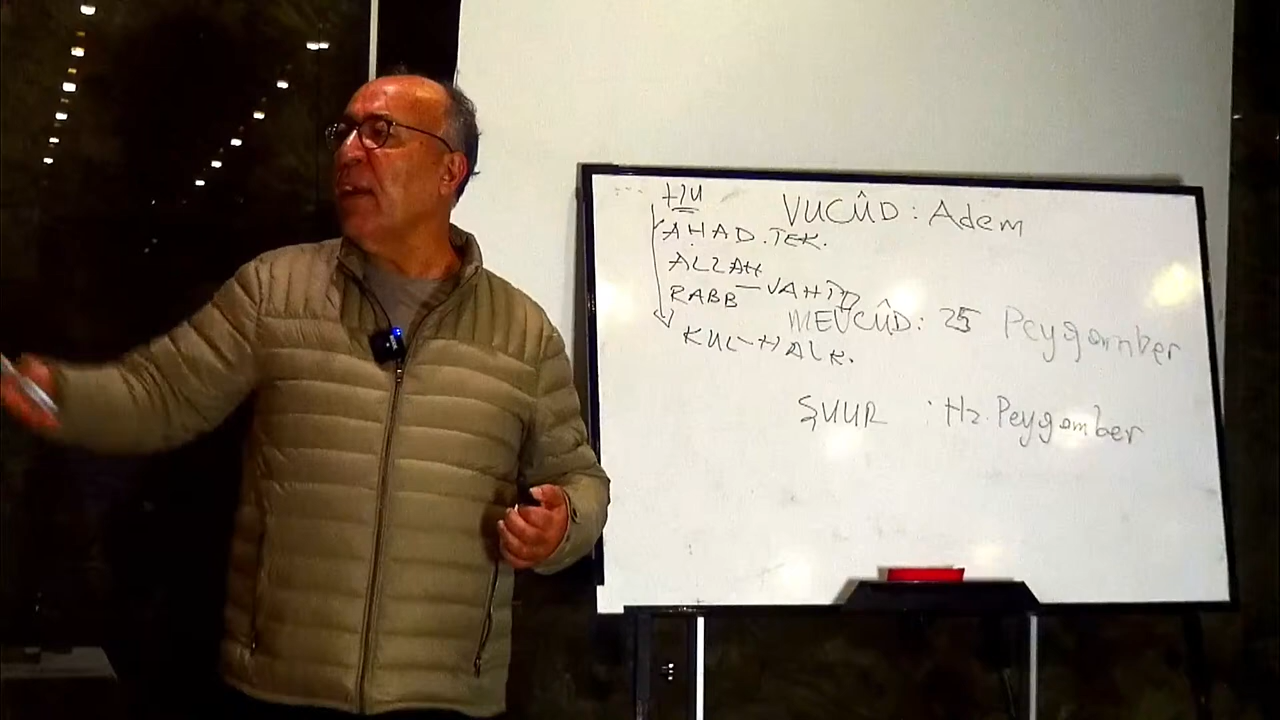 HU
AHAD.TEK.
ALLAH
RABB — VAHİD
KUL-HALK.
VUCÛD : Adem
MEVCÛD : 25 Peygamber
ŞUUR : Hz. Peygamber